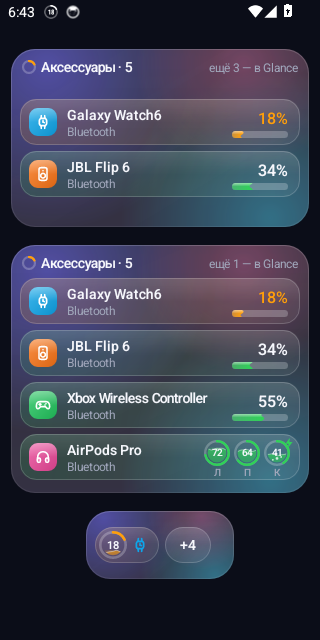 6:43 18
Аксессуары · 5 ещё 3 — в Glance
Galaxy Watch6 18%
Bluetooth
JBL Flip 6 34%
Bluetooth
Аксессуары · 5 ещё 1 — в Glance
Galaxy Watch6 18%
Bluetooth
JBL Flip 6 34%
Bluetooth
Xbox Wireless Controller 55%
Bluetooth
AirPods Pro 72 64 41
Bluetooth Л П К
18 +4